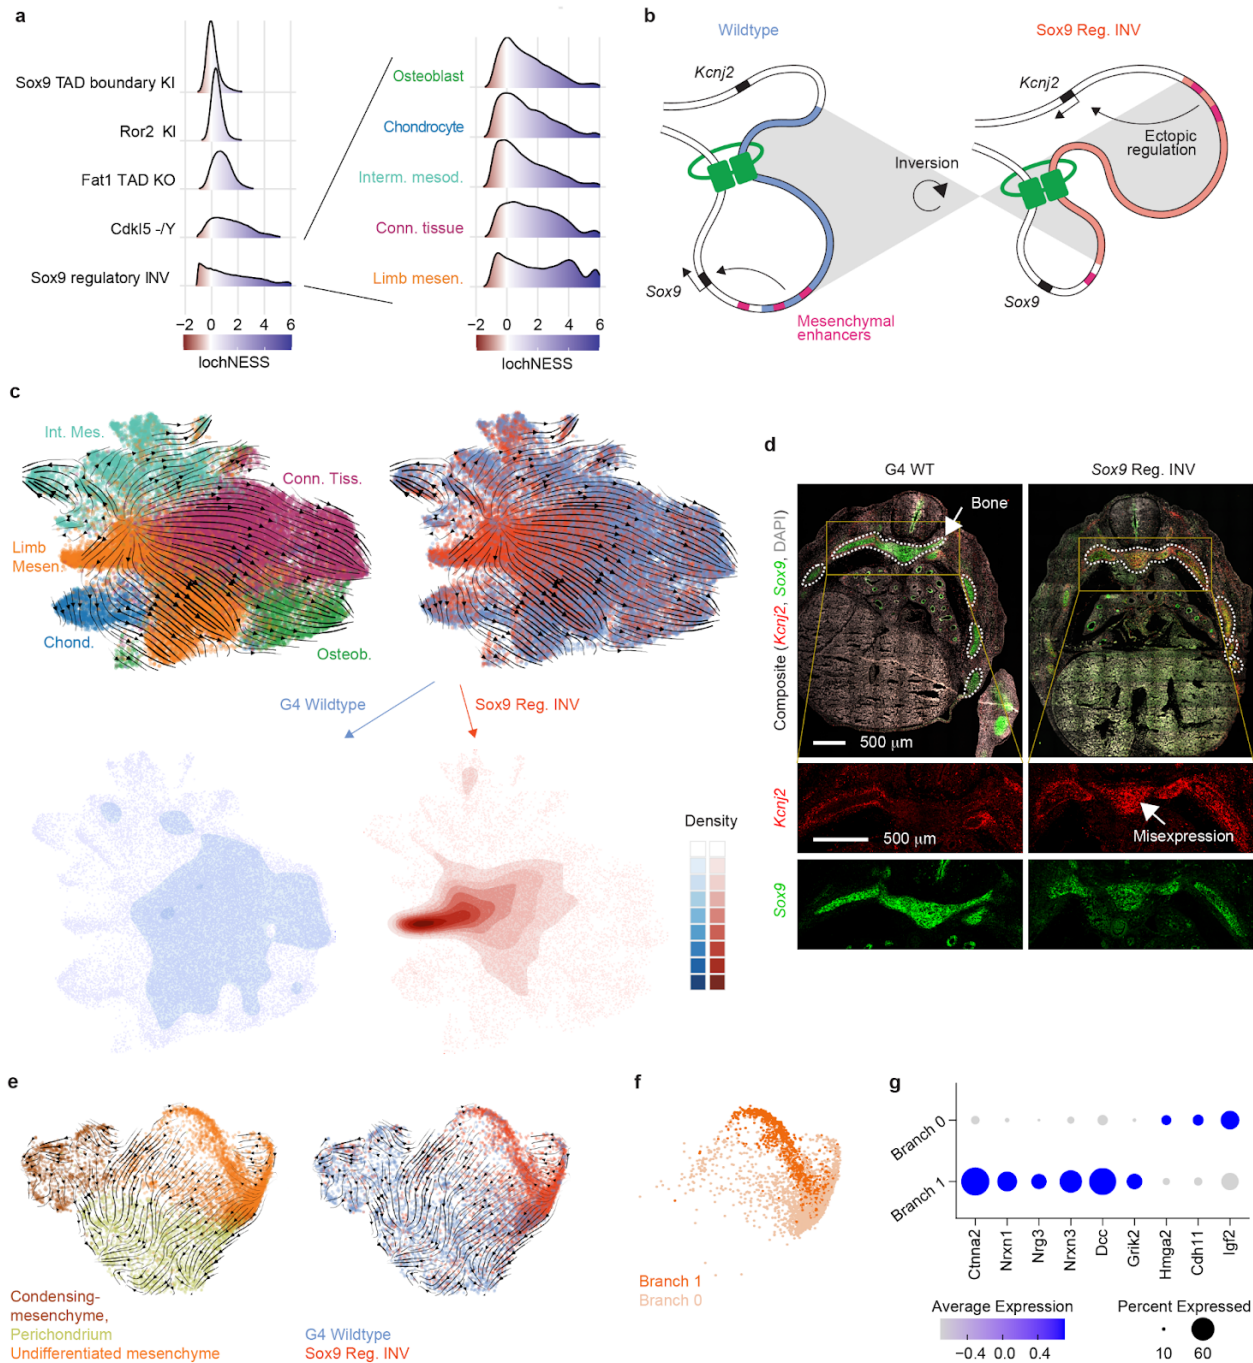 a
Sox9 TAD boundary KI
Ror2 KI
Fat1 TAD KO
Cdkl5 -/Y
Sox9 regulatory INV
−2 0 2 4 6
lochNESS
Osteoblast
Chondrocyte
Interm. mesod.
Conn. tissue
Limb mesen.
−2 0 2 4 6
lochNESS
b
Wildtype
Sox9 Reg. INV
Kcnj2
Kcnj2
Ectopic
regulation
Inversion
Sox9
Sox9
Mesenchymal
enhancers
c
Int. Mes.
Conn. Tiss.
Limb
Mesen.
Chond.
Osteob.
G4 Wildtype
Sox9 Reg. INV
Density
d
G4 WT
Sox9 Reg. INV
Composite (Kcnj2, Sox9, DAPI)
Bone
500 µm
Kcnj2
500 µm
Misexpression
Sox9
e
Condensing-
mesenchyme,
Perichondrium
Undifferentiated mesenchyme
G4 Wildtype
Sox9 Reg. INV
f
Branch 1
Branch 0
g
Branch 0
Branch 1
Ctnna2
Nrxn1
Nrg3
Nrxn3
Dcc
Grik2
Hmga2
Cdh11
Igf2
Average Expression
−0.4 0.0 0.4
Percent Expressed
10 60